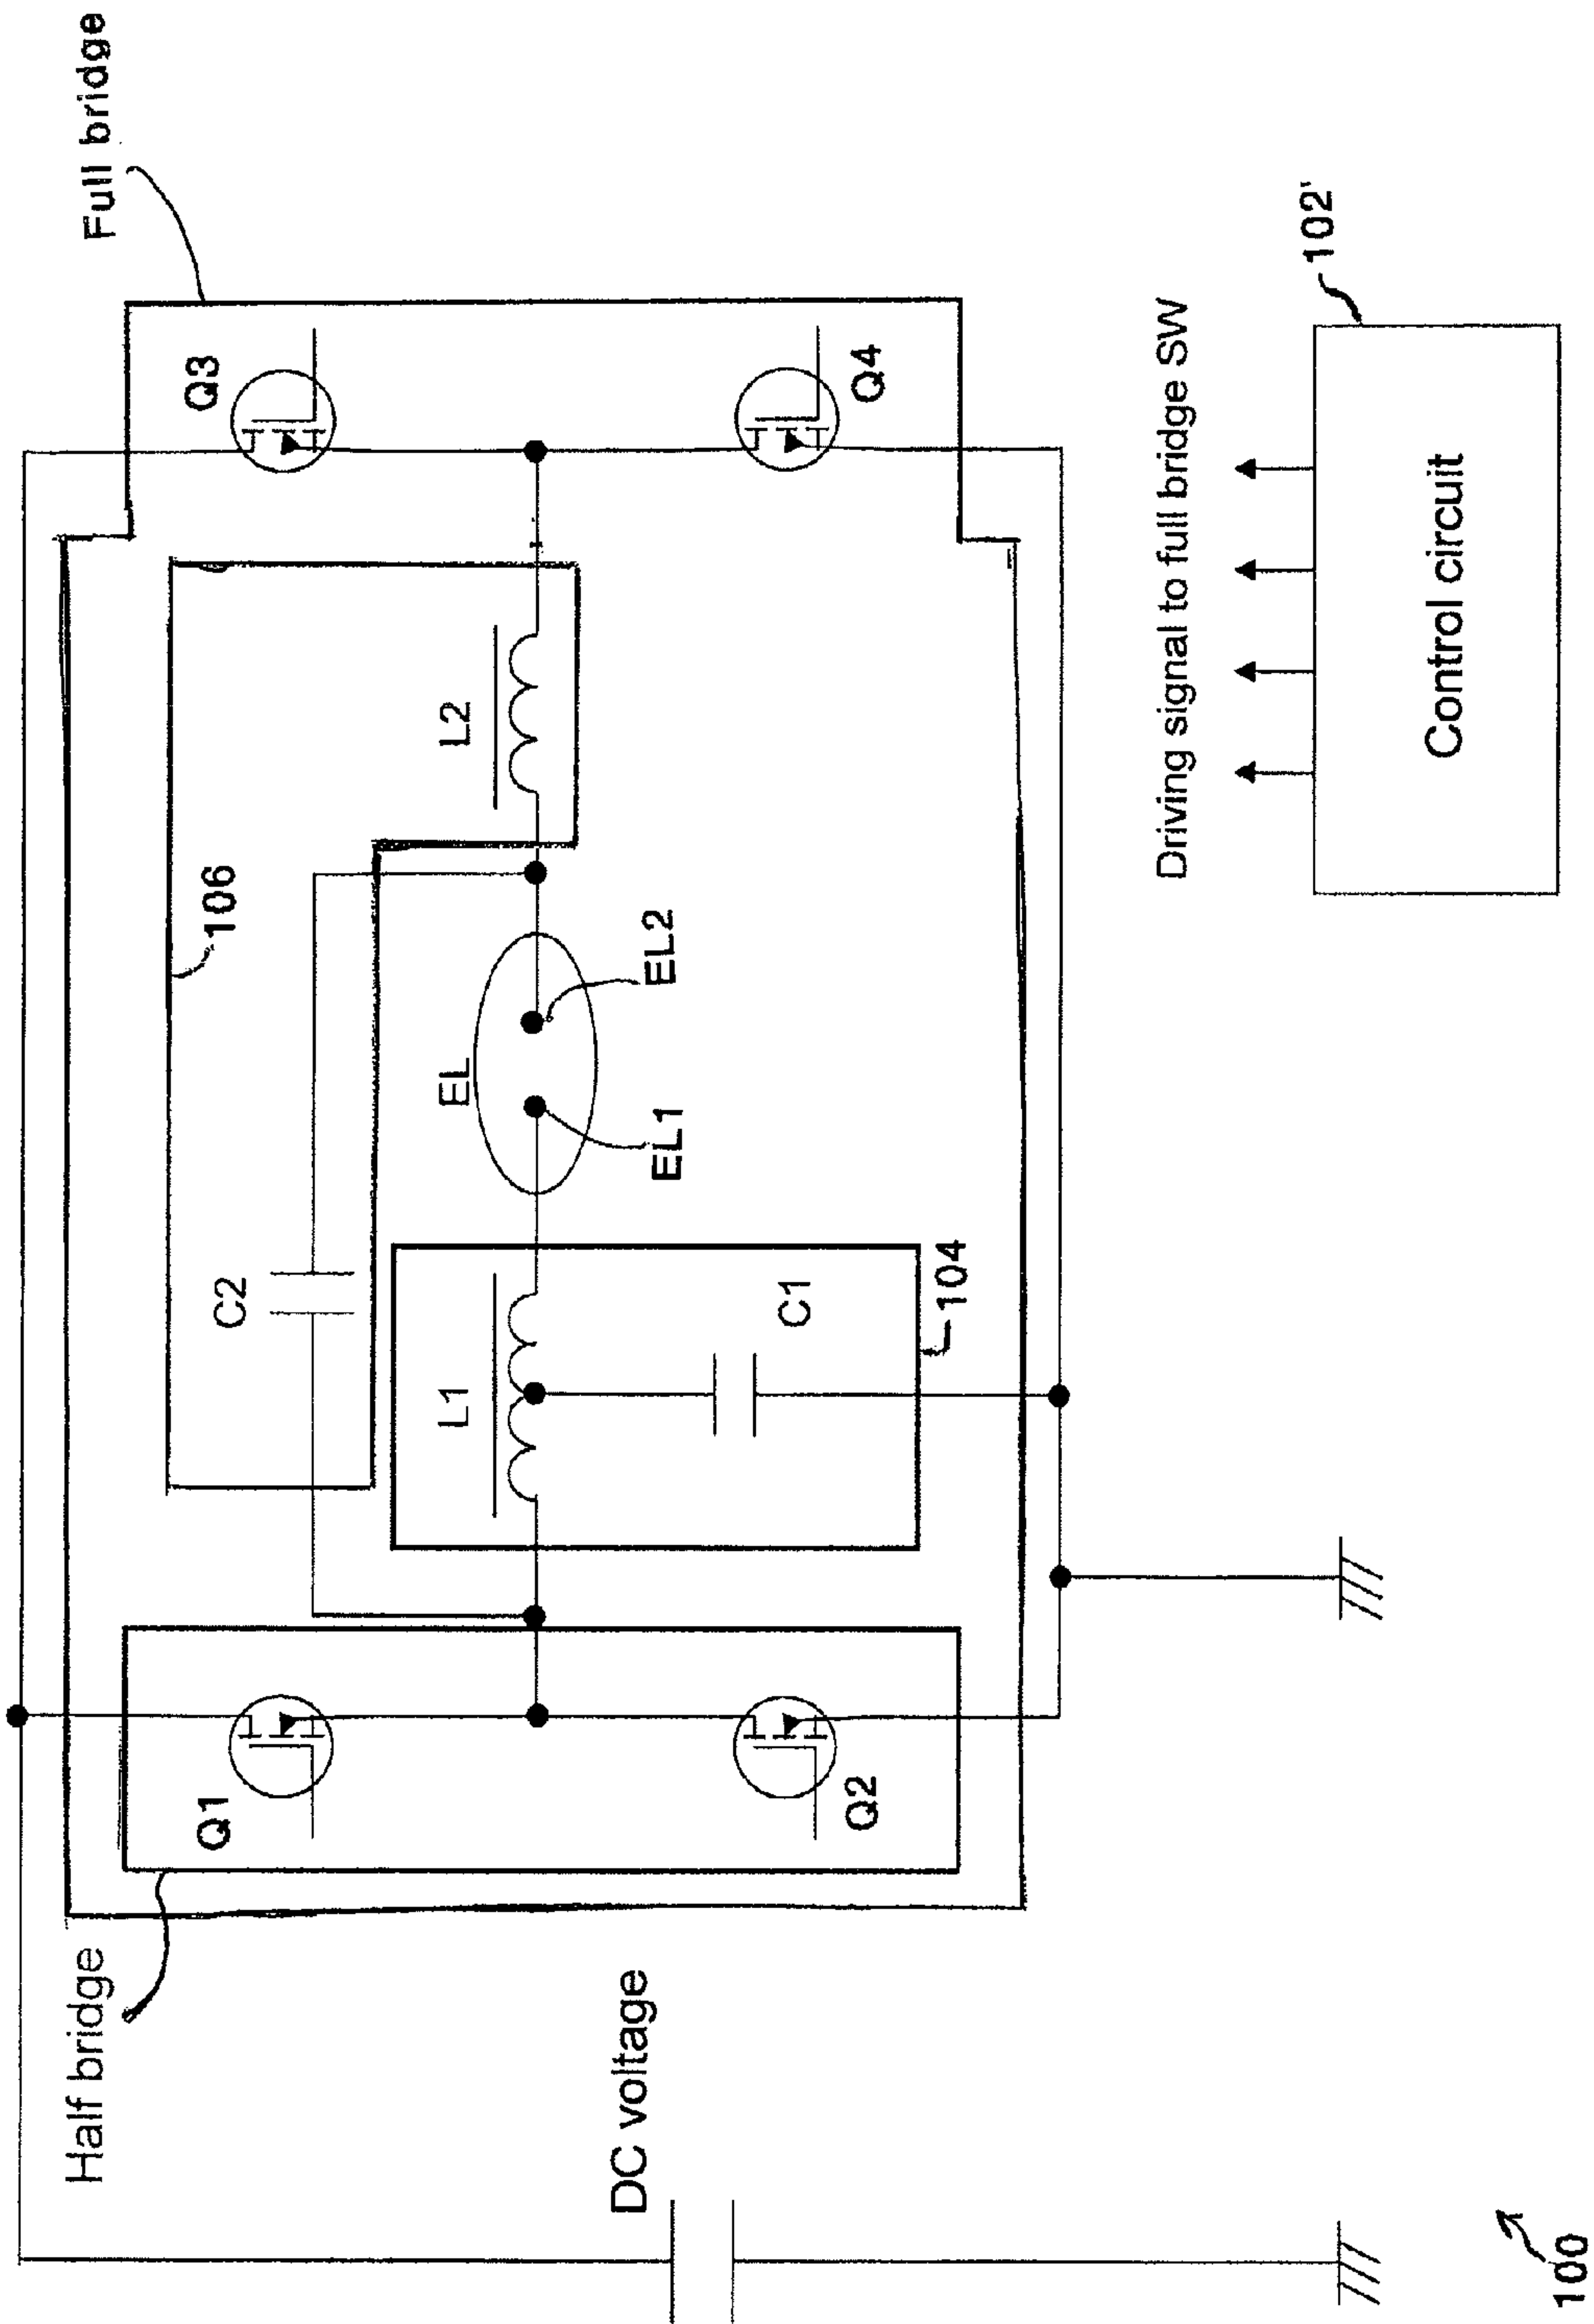 Full bridge
Half bridge
Q1
Q2
Q3
Q4
C2
106
L1
L2
EL
EL1
EL2
C1
104
DC voltage
Driving signal to full bridge SW
102'
Control circuit
100